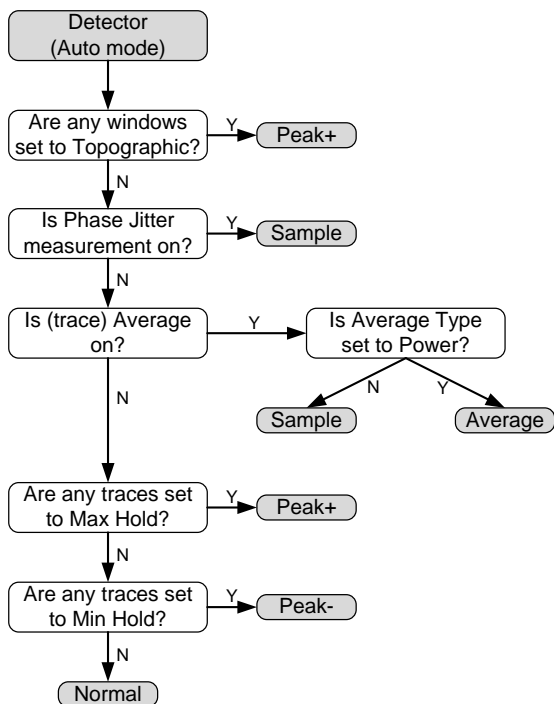 Detector
(Auto mode)
Are any windows
set to Topographic?
Y
Peak+
N
Is Phase Jitter
measurement on?
Y
Sample
N
Is (trace) Average
on?
Y
Is Average Type
set to Power?
N
N
Y
Sample
Average
Are any traces set
to Max Hold?
Y
Peak+
N
Are any traces set
to Min Hold?
Y
Peak-
N
Normal